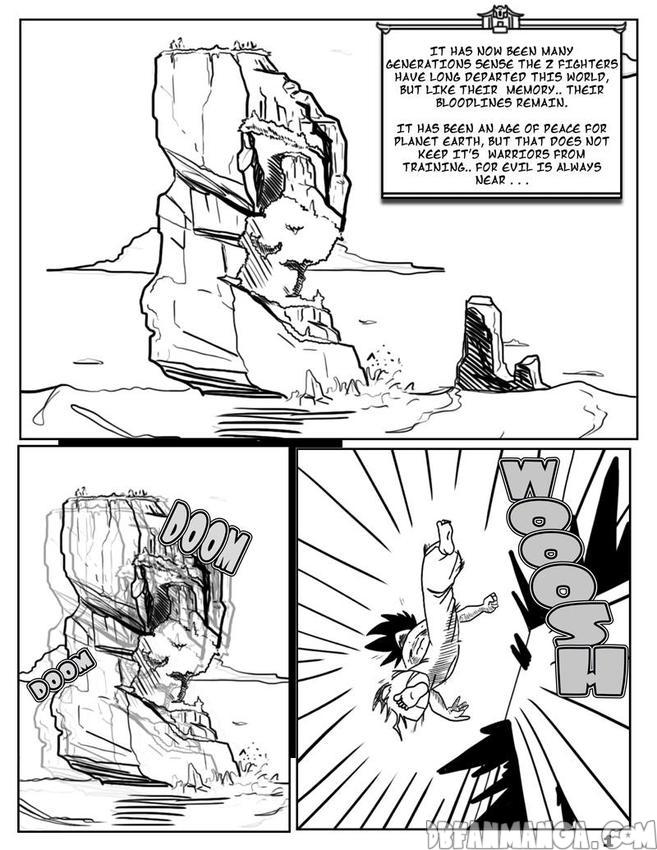 IT HAS NOW BEEN MANY
GENERATIONS SENSE THE Z FIGHTERS
HAVE LONG DEPARTED THIS WORLD,
BUT LIKE THEIR MEMORY.. THEIR
BLOODLINES REMAIN.
IT HAS BEEN AN AGE OF PEACE FOR
PLANET EARTH, BUT THAT DOES NOT
KEEP IT'S WARRIORS FROM
TRAINING.. FOR EVIL IS ALWAYS
NEAR . . .
DOOM
DOOM
WOOOSH
DBFANMANGA.COM
1